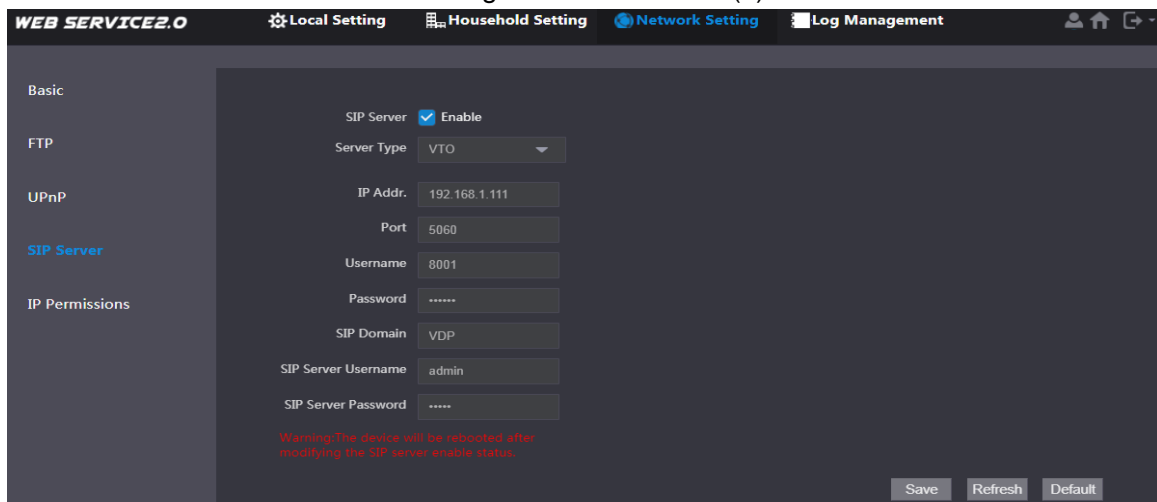 WEB SERVICE2.0 Local Setting Household Setting Network Setting Log Management
Basic
FTP
UPnP
SIP Server
IP Permissions
SIP Server Enable
Server Type VTO
IP Addr. 192.168.1.111
Port 5060
Username 8001
Password ••••••
SIP Domain VDP
SIP Server Username admin
SIP Server Password •••••
Warning:The device will be rebooted after
modifying the SIP server enable status.
Save Refresh Default